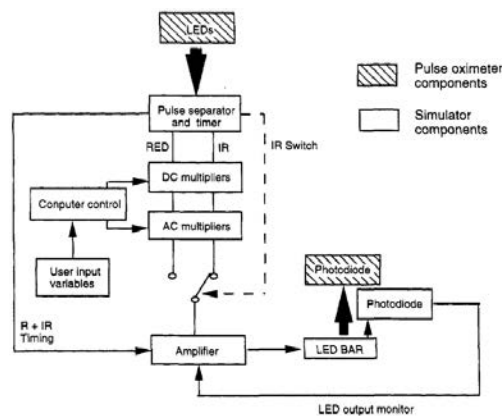 LEDs
Pulse oximeter
components
Simulator
components
Pulse separator
and timer
RED
IR
IR Switch
DC multipliers
Conputer control
AC multipliers
User input
variables
Photodiode
Photodiode
R + IR
Timing
Amplifier
LED BAR
LED output monitor